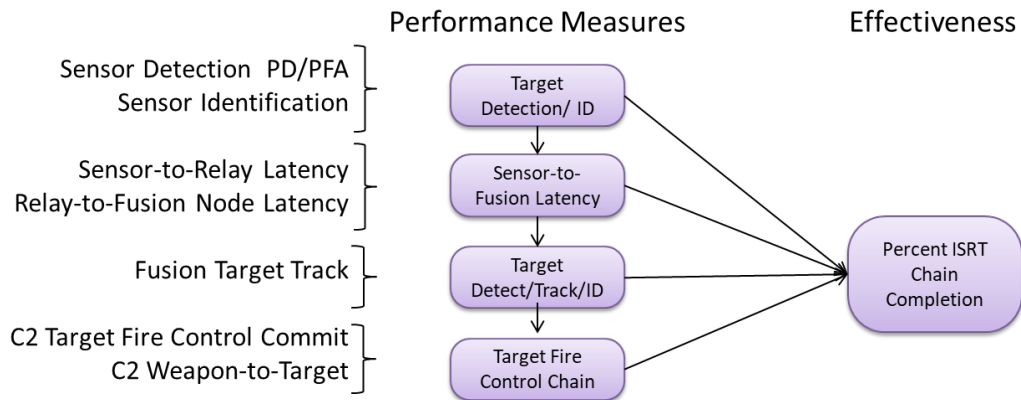 Performance Measures
Effectiveness
Sensor Detection PD/PFA
Sensor Identification
Target
Detection/ ID
Sensor-to-Relay Latency
Relay-to-Fusion Node Latency
Sensor-to-
Fusion Latency
Fusion Target Track
Target
Detect/Track/ID
C2 Target Fire Control Commit
C2 Weapon-to-Target
Target Fire
Control Chain
Percent ISRT
Chain
Completion